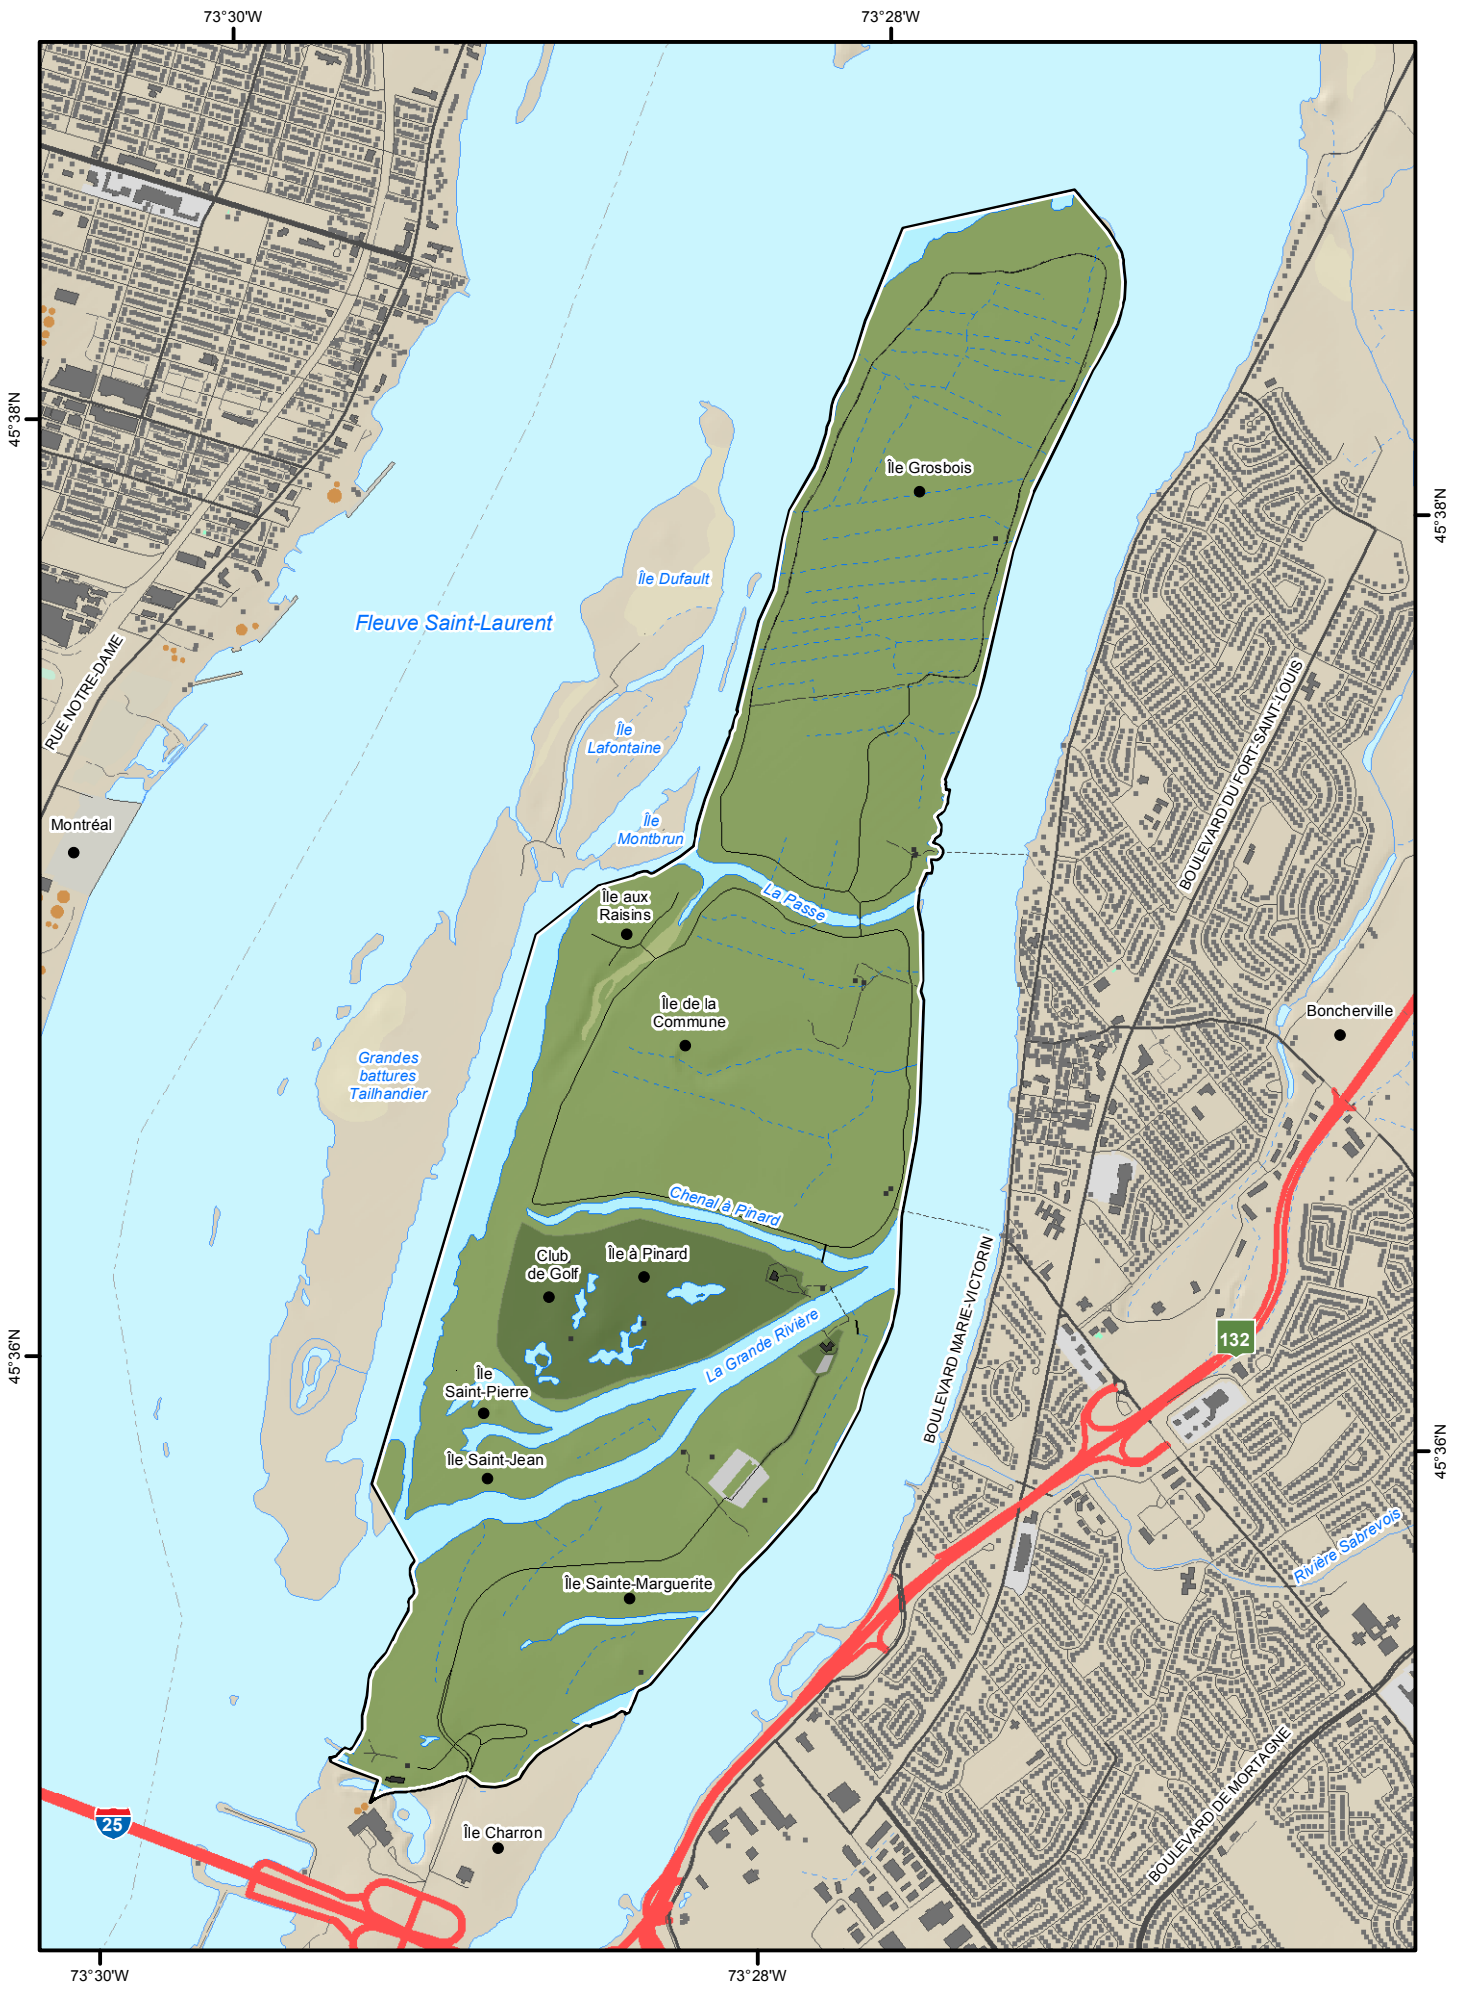 73°30'W
73°28'W
45°38'N
45°38'N
Île Grosbois
Île Dufault
Fleuve Saint-Laurent
RUE NOTRE-DAME
BOULEVARD DU FORT-SAINT-LOUIS
Île
Lafontaine
Île
Montbrun
Montréal
La Passe
Île aux
Raisins
Île de la
Commune
Boncherville
Grandes
battures
Tailhandier
Chenal à Pinard
Club
de Golf
Île à Pinard
BOULEVARD MARIE-VICTORIN
La Grande Rivière
132
45°36'N
45°36'N
Île
Saint-Pierre
Île Saint-Jean
Rivière Sabrevois
Île Sainte-Marguerite
BOULEVARD DE MORTAGNE
25
Île Charron
73°30'W
73°28'W